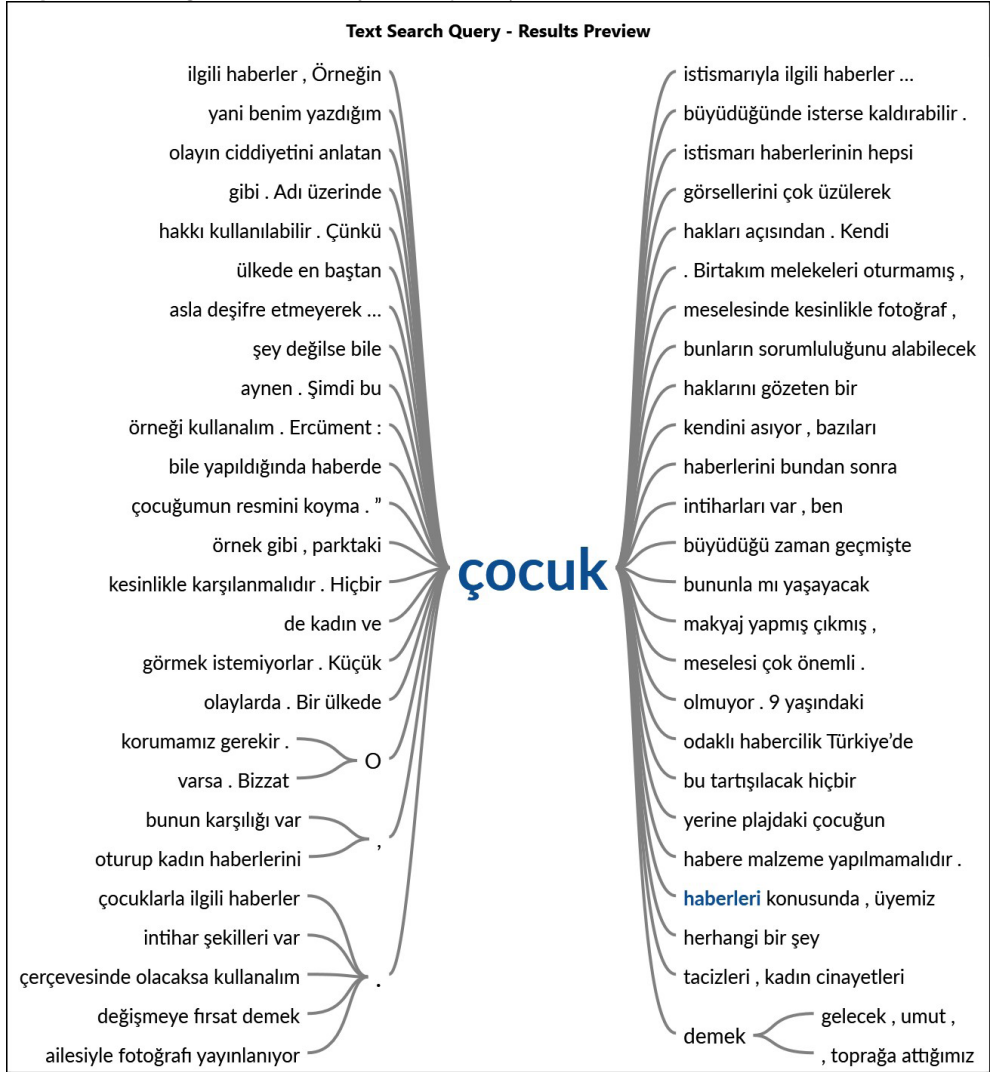 Text Search Query - Results Preview
ilgili haberler , Örneğin
yani benim yazdığım
olayın ciddiyetini anlatan
gibi . Adı üzerinde
hakkı kullanılabilir . Çünkü
ülkede en baştan
asla deşifre etmeyerek ...
şey değilse bile
aynen . Şimdi bu
örneği kullanalım . Ercüment :
bile yapıldığında haberde
çocuğumun resmini koyma . ”
örnek gibi , parktaki
kesinlikle karşılanmalıdır . Hiçbir
de kadın ve
görmek istemiyorlar . Küçük
olaylarda . Bir ülkede
korumamız gerekir .
varsa . Bizzat
O
bunun karşılığı var
oturup kadın haberlerini
,
çocuklarla ilgili haberler
intihar şekilleri var
çerçevesinde olacaksa kullanalım
değişmeye fırsat demek
ailesiyle fotoğrafı yayınlanıyor
.
çocuk
istismarıyla ilgili haberler ...
büyüdüğünde isterse kaldırabilir .
istismarı haberlerinin hepsi
görsellerini çok üzülerek
hakları açısından . Kendi
. Birtakım melekeleri oturmamış ,
meselesinde kesinlikle fotoğraf ,
bunların sorumluluğunu alabilecek
haklarını gözeten bir
kendini asıyor , bazıları
haberlerini bundan sonra
intiharları var , ben
büyüdüğü zaman geçmişte
bununla mı yaşayacak
makyaj yapmış çıkmış ,
meselesi çok önemli .
olmuyor . 9 yaşındaki
odaklı habercilik Türkiye’de
bu tartışılacak hiçbir
yerine plajdaki çocuğun
habere malzeme yapılmamalıdır .
haberleri konusunda , üyemiz
herhangi bir şey
tacizleri , kadın cinayetleri
demek
gelecek , umut ,
, toprağa attığımız